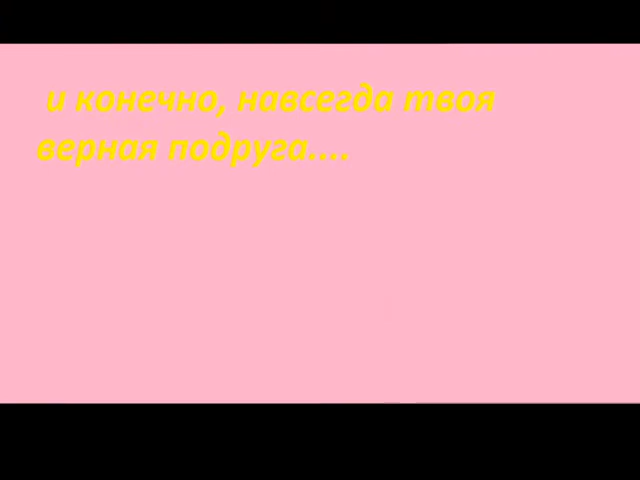 и конечно, навсегда твоя
верная подруга....